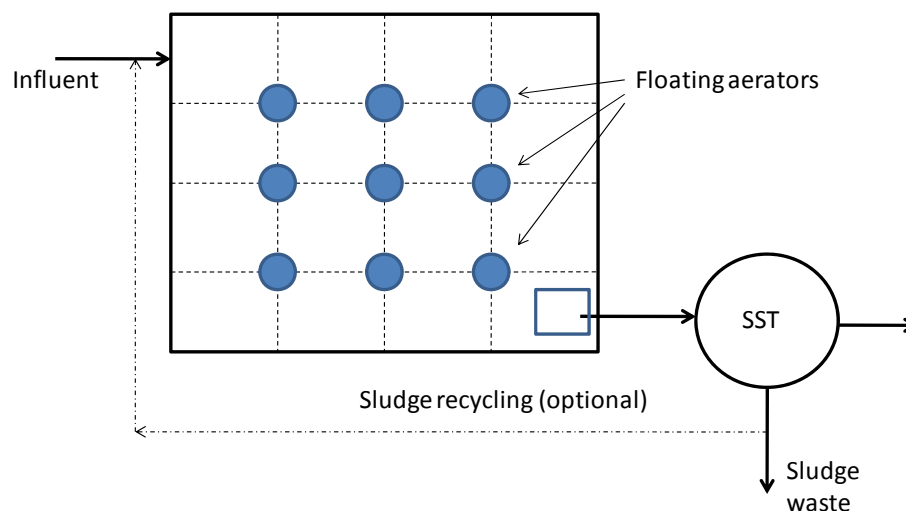 Influent
Floating aerators
SST
Sludge recycling (optional)
Sludge
waste